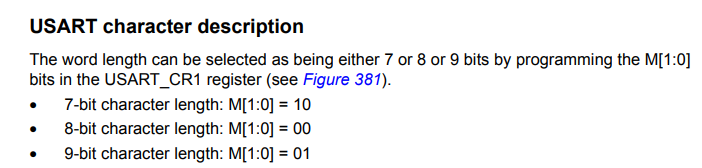 USART character description
The word length can be selected as being either 7 or 8 or 9 bits by programming the M[1:0]
bits in the USART_CR1 register (see Figure 381).
• 7-bit character length: M[1:0] = 10
• 8-bit character length: M[1:0] = 00
• 9-bit character length: M[1:0] = 01